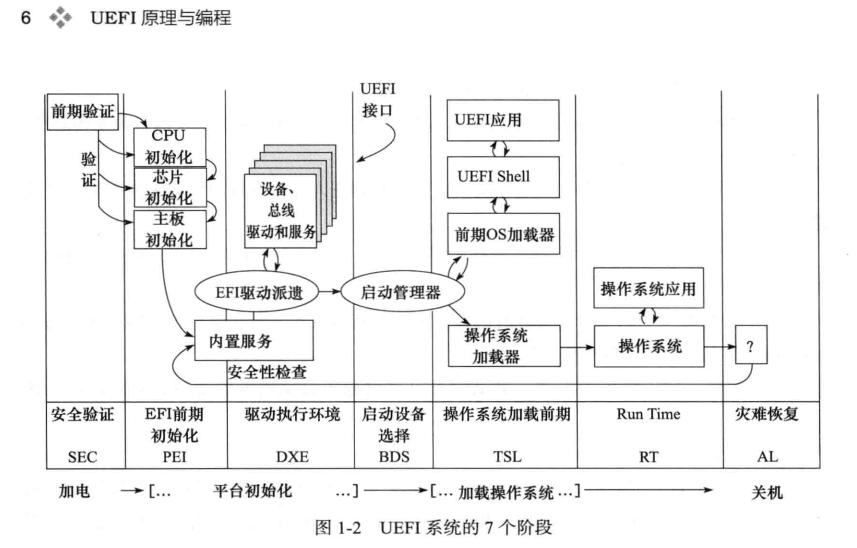 6 UEFI 原理与编程
UEFI
接口
前期验证
验
证
CPU
初始化
芯片
初始化
主板
初始化
设备、
总线
驱动和服务
EFI驱动派遣
内置服务
安全性检查
启动管理器
UEFI应用
UEFI Shell
前期OS加载器
操作系统
加载器
操作系统应用
操作系统
?
安全验证
SEC
EFI前期
初始化
PEI
驱动执行环境
DXE
启动设备
选择
BDS
操作系统加载前期
TSL
Run Time
RT
灾难恢复
AL
加电 [… 平台初始化 …] [… 加载操作系统 …] 关机
图 1-2 UEFI 系统的 7 个阶段